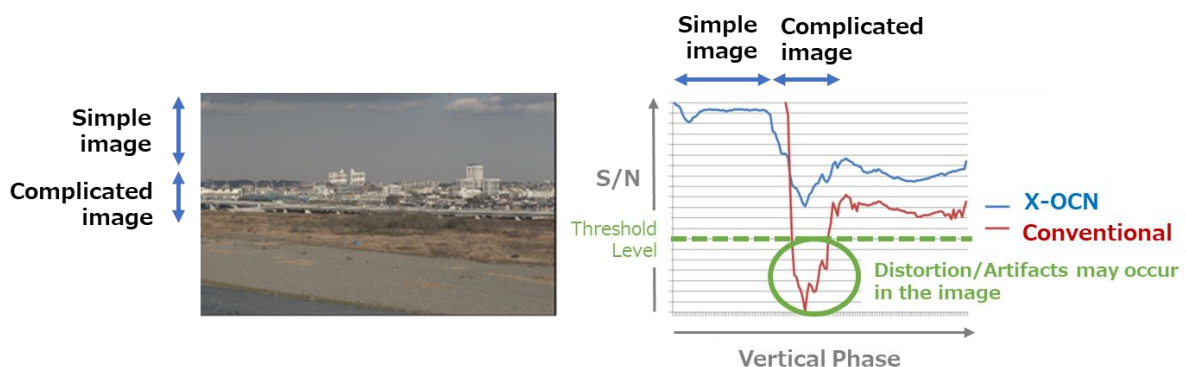 Simple
image
Complicated
image
Simple
image
Complicated
image
S/N
Threshold
Level
X-OCN
Conventional
Distortion/Artifacts may occur
in the image
Vertical Phase